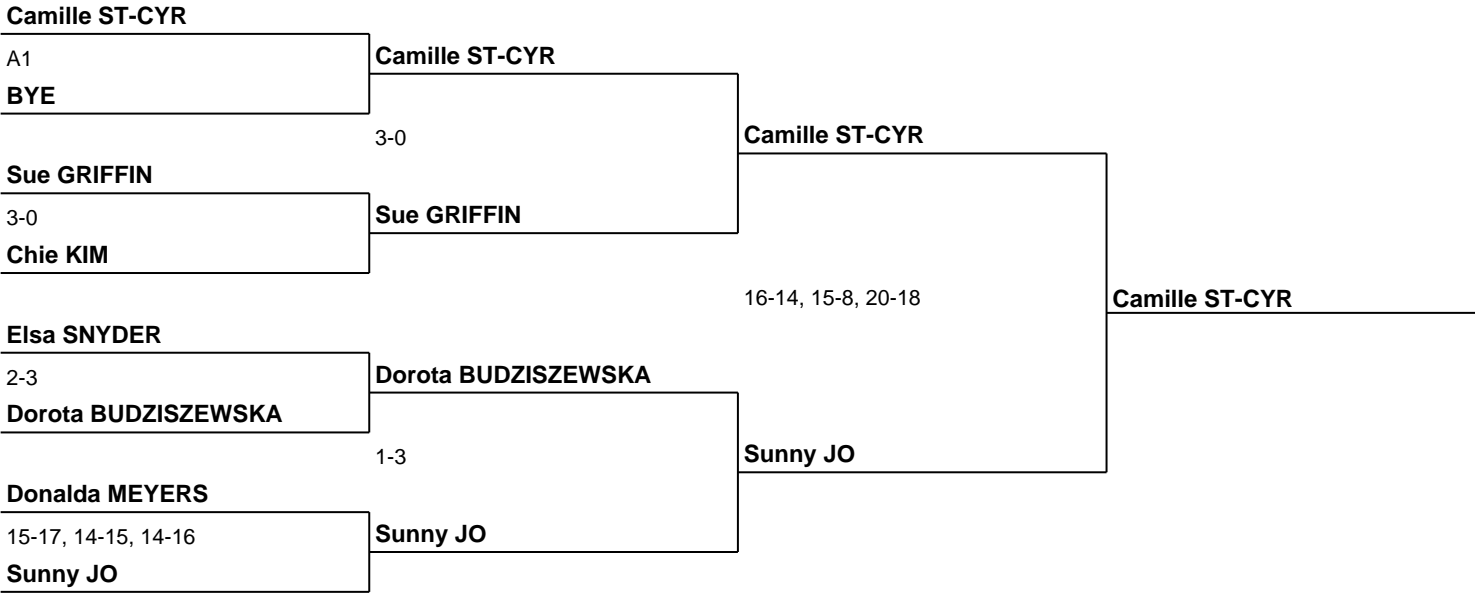 Camille ST-CYR
A1
BYE
Sue GRIFFIN
3-0
Chie KIM
Elsa SNYDER
2-3
Dorota BUDZISZEWSKA
Donalda MEYERS
15-17, 14-15, 14-16
Sunny JO
Camille ST-CYR
3-0
Sue GRIFFIN
Dorota BUDZISZEWSKA
1-3
Sunny JO
Camille ST-CYR
16-14, 15-8, 20-18
Sunny JO
Camille ST-CYR